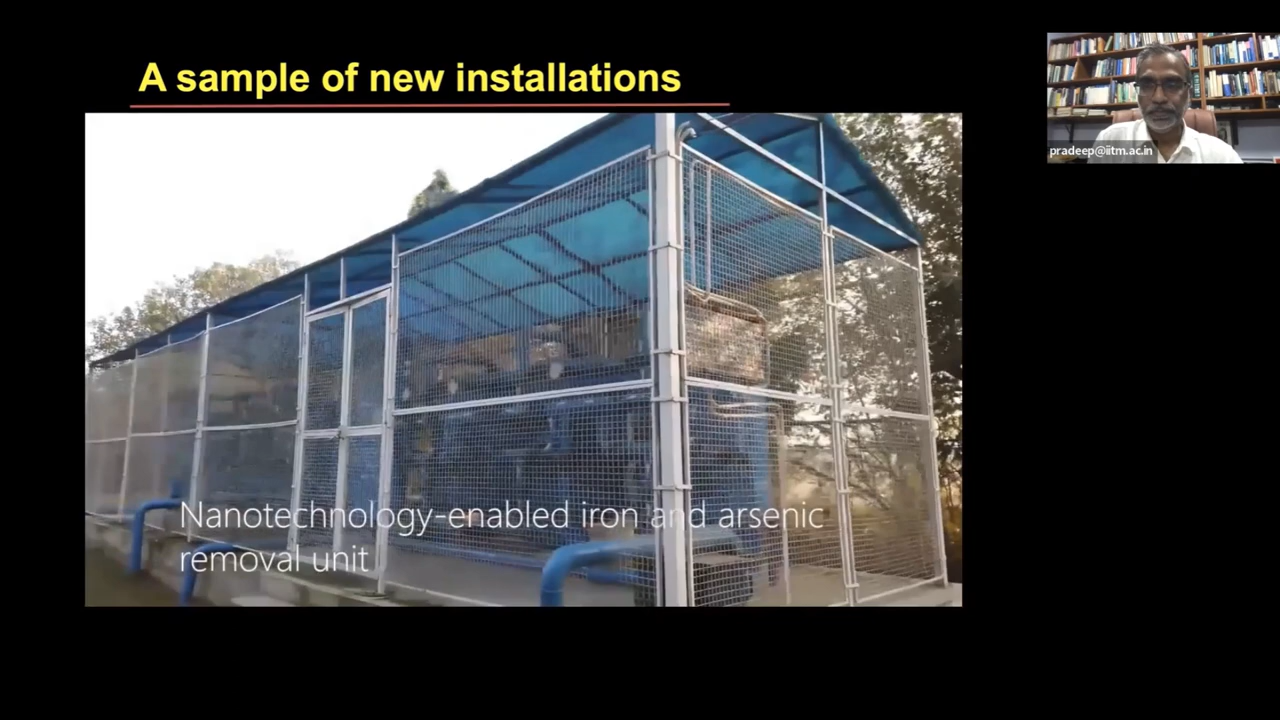 A sample of new installations
pradeep@iitm.ac.in
Nanotechnology-enabled iron and arsenic
removal unit